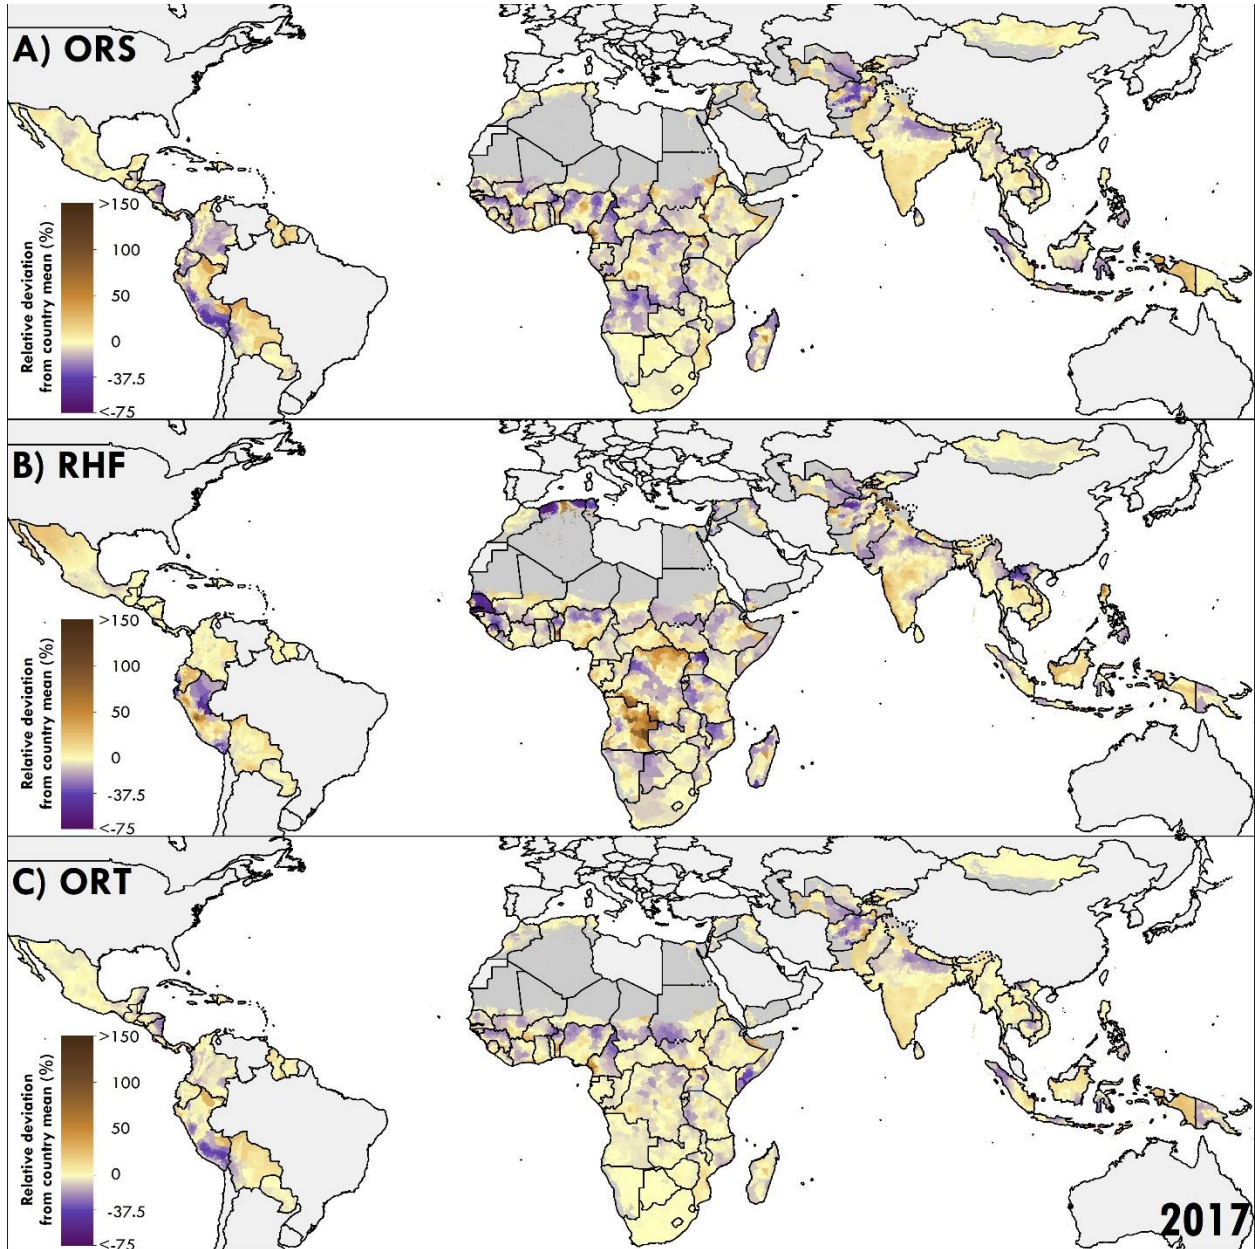 A) ORS
>150
100
50
0
-37.5
<-75
Relative deviation
from country mean (%)
B) RHF
>150
100
50
0
-37.5
<-75
Relative deviation
from country mean (%)
C) ORT
>150
100
50
0
-37.5
<-75
Relative deviation
from country mean (%)
2017